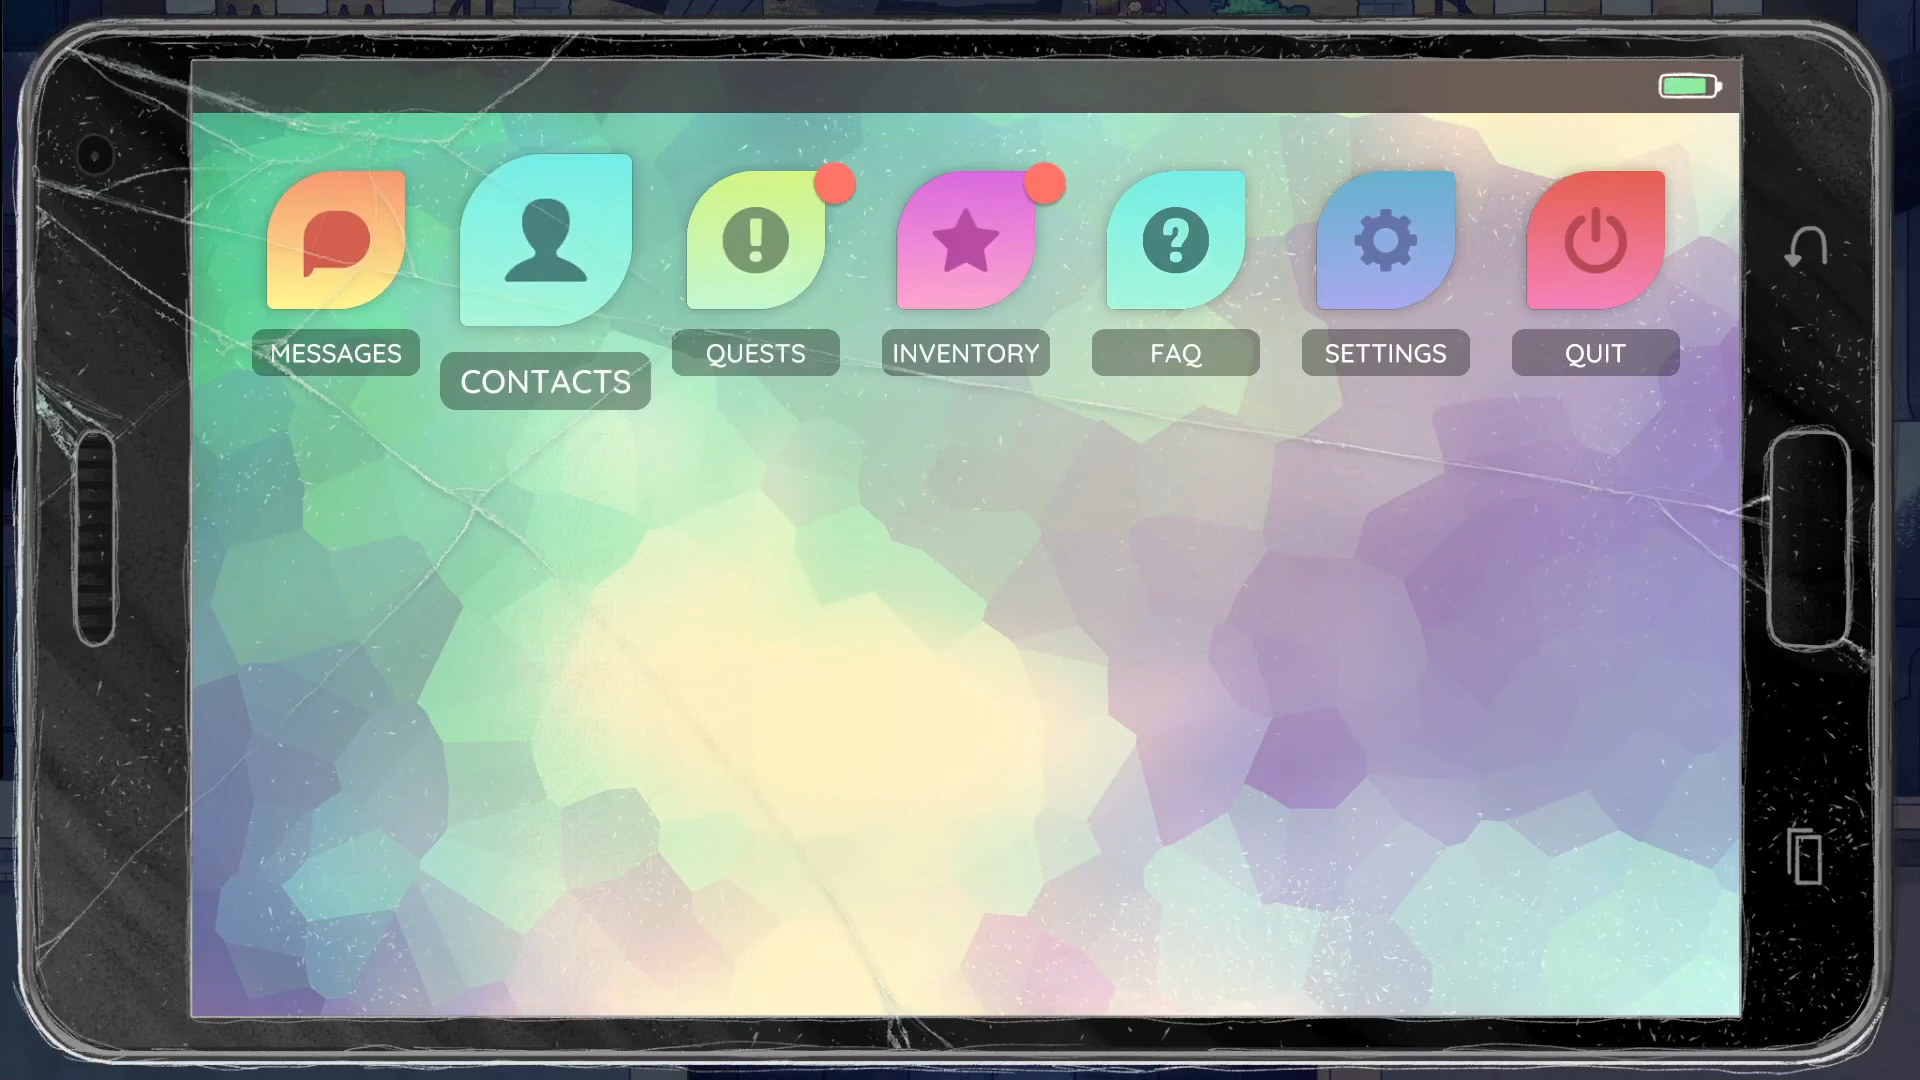 MESSAGES
CONTACTS
QUESTS
INVENTORY
FAQ
SETTINGS
QUIT